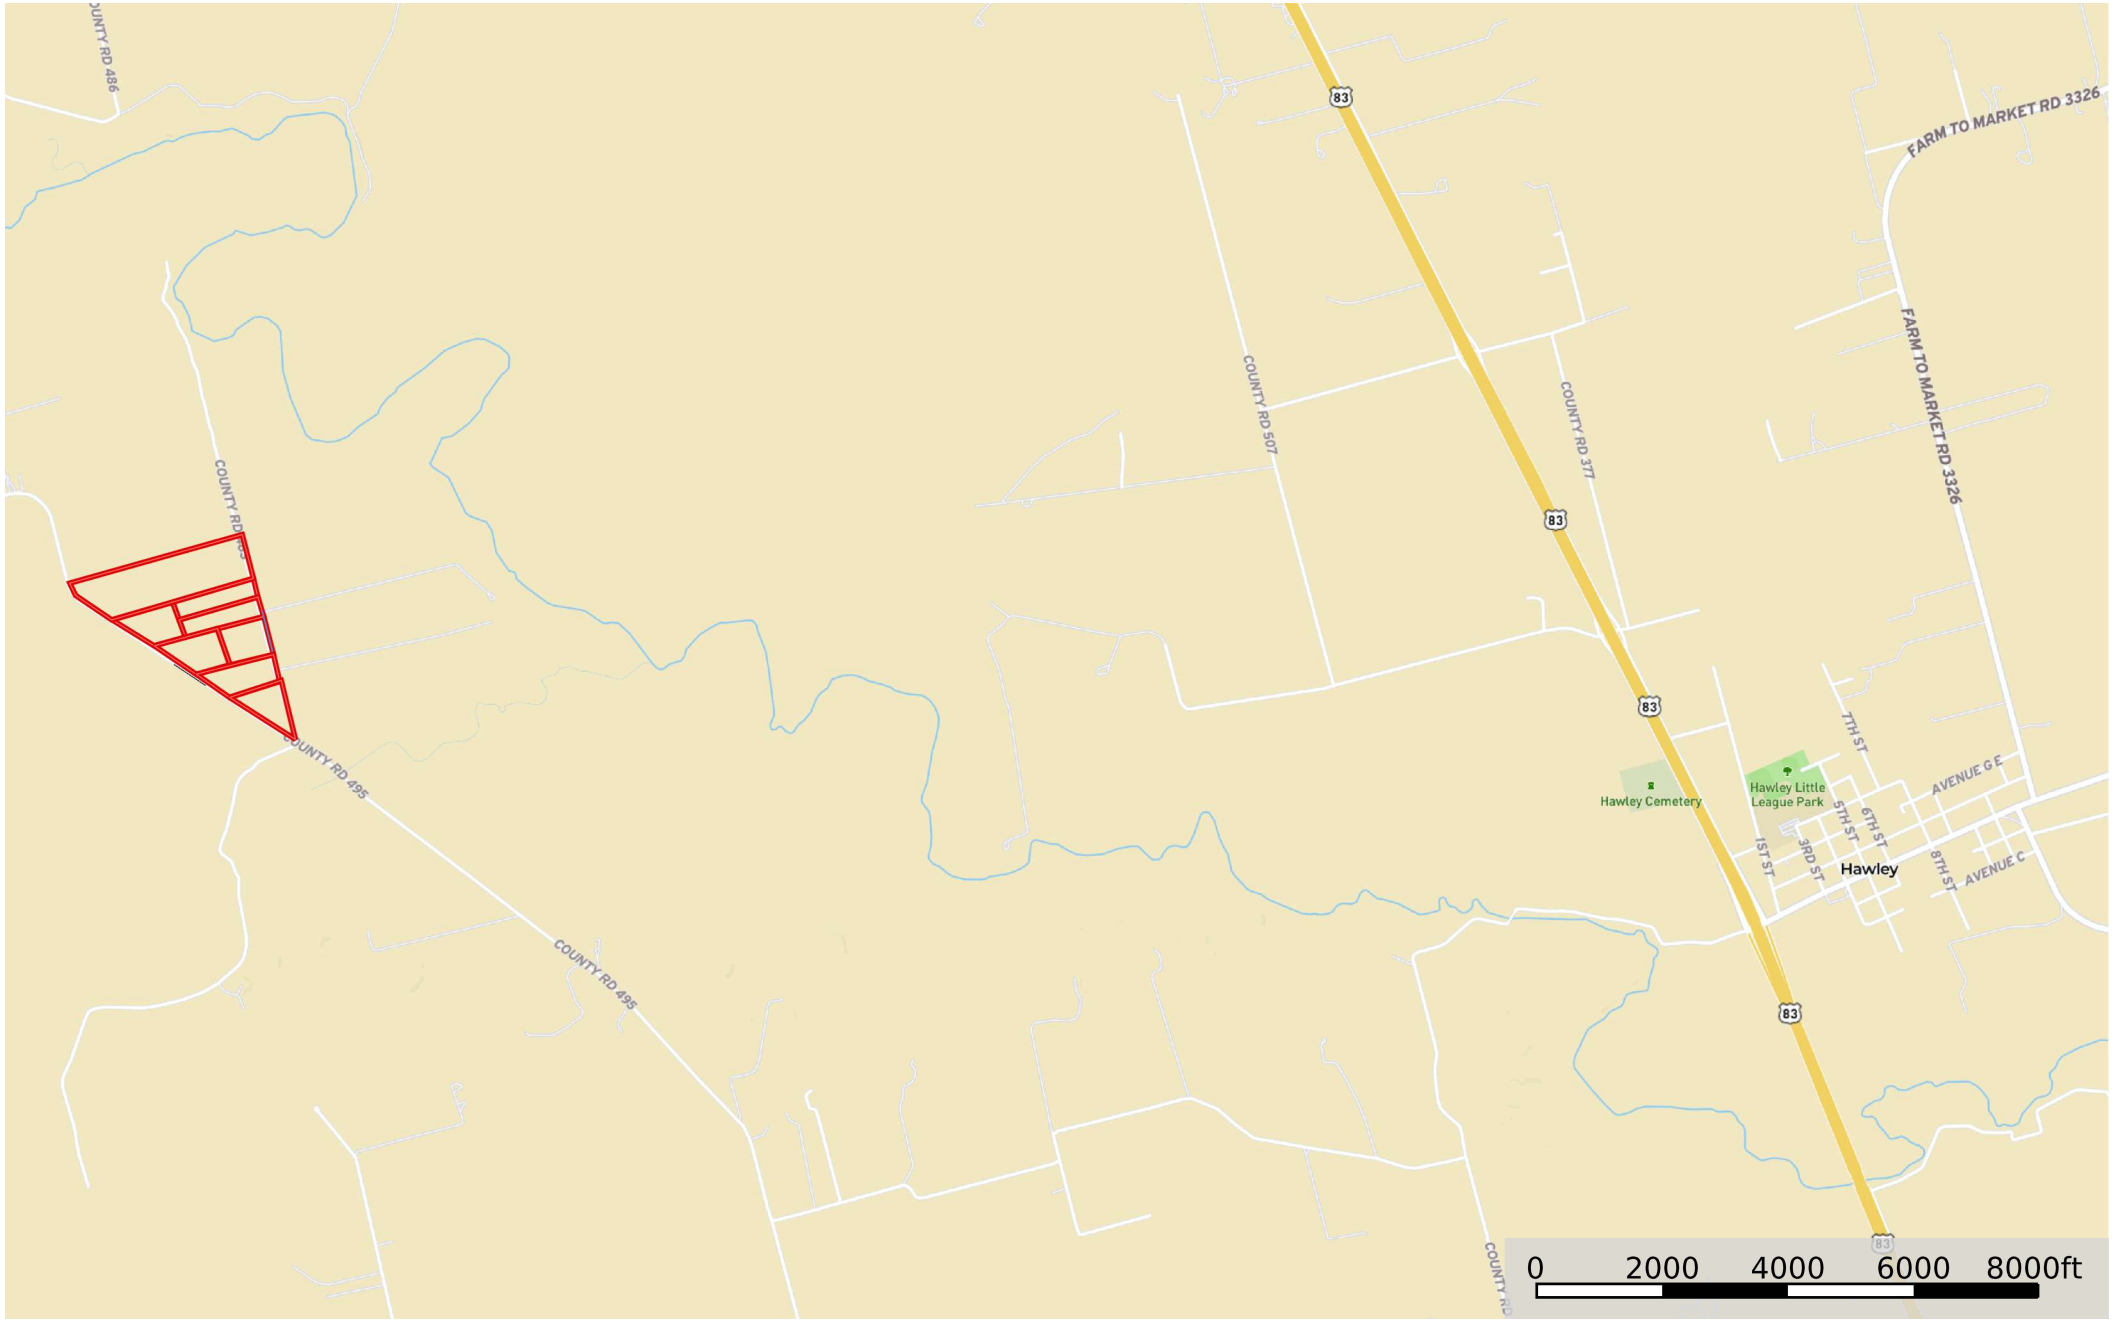 COUNTY RD 486
83
FARM TO MARKET RD 3326
FARM TO MARKET RD 3326
COUNTY RD 507
COUNTY RD 377
COUNTY RD
83
83
7TH ST
AVENUE G E
Hawley Cemetery
Hawley Little
League Park
5TH ST
6TH ST
1ST ST
3RD ST
8TH ST
AVENUE C
Hawley
COUNTY RD 495
COUNTY RD 495
83
83
COUNTY RD
0 2000 4000 6000 8000ft